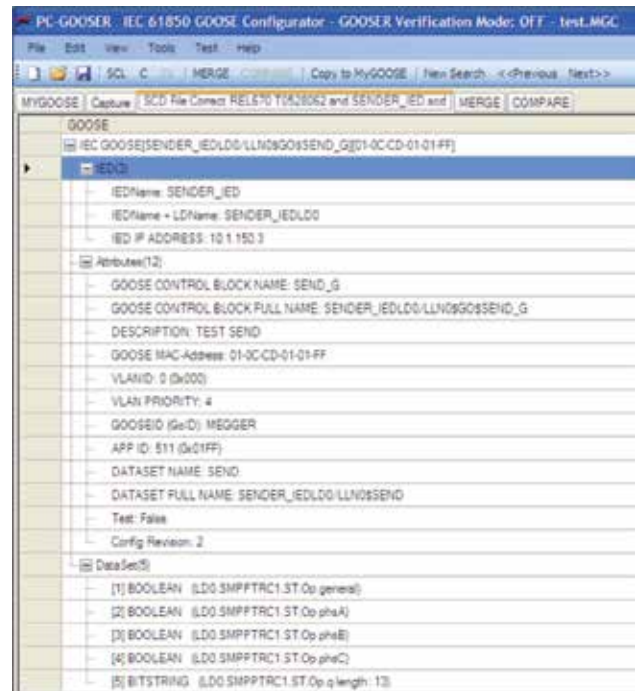 PC-GOOSER IEC 61850 GOOSE Configurator - GOOSER Verification Mode: OFF - test.MGC
File Edit View Tools Test Help
SCL C MERGE Copy to MyGOOSE New Search <<Previous Next>>
MYGOOSE Capture SCD File Correct REL670 T0528062 and SENDER_IED and MERGE COMPARE
GOOSE
IEC GOOSE[SENDER_IEDLD0/LLN0$GO$SEND_G][01-0C-CD-01-01-FF]
IED(3)
IEDName: SENDER_IED
IEDName + LDName: SENDER_IEDLD0
IED IP ADDRESS: 10.1.150.3
Attributes(12)
GOOSE CONTROL BLOCK NAME: SEND_G
GOOSE CONTROL BLOCK FULL NAME: SENDER_IEDLD0/LLN0$GO$SEND_G
DESCRIPTION: TEST SEND
GOOSE MAC-Address: 01-0C-CD-01-01-FF
VLANID: 0 (0x000)
VLAN PRIORITY: 4
GOOSEID (GoID): MEGGER
APP ID: 511 (0x01FF)
DATASET NAME: SEND
DATASET FULL NAME: SENDER_IEDLD0/LLN0$SEND
Test: False
Config Revision: 2
DataSet(5)
[1] BOOLEAN (LD0.SMPPTRC1.ST.Op.general)
[2] BOOLEAN (LD0.SMPPTRC1.ST.Op.phsA)
[3] BOOLEAN (LD0.SMPPTRC1.ST.Op.phsB)
[4] BOOLEAN (LD0.SMPPTRC1.ST.Op.phsC)
[5] BITSTRING (LD0.SMPPTRC1.ST.Op.q length: 13)